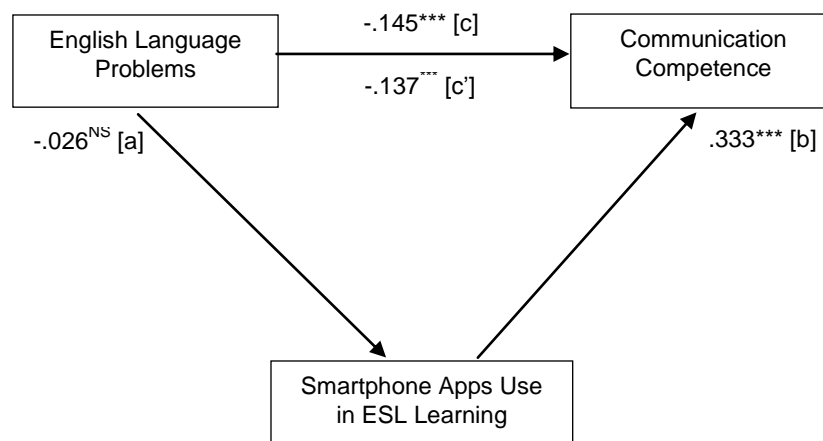 English Language
Problems
-.145*** [c]
-.137*** [c’]
Communication
Competence
-.026NS [a]
.333*** [b]
Smartphone Apps Use
in ESL Learning